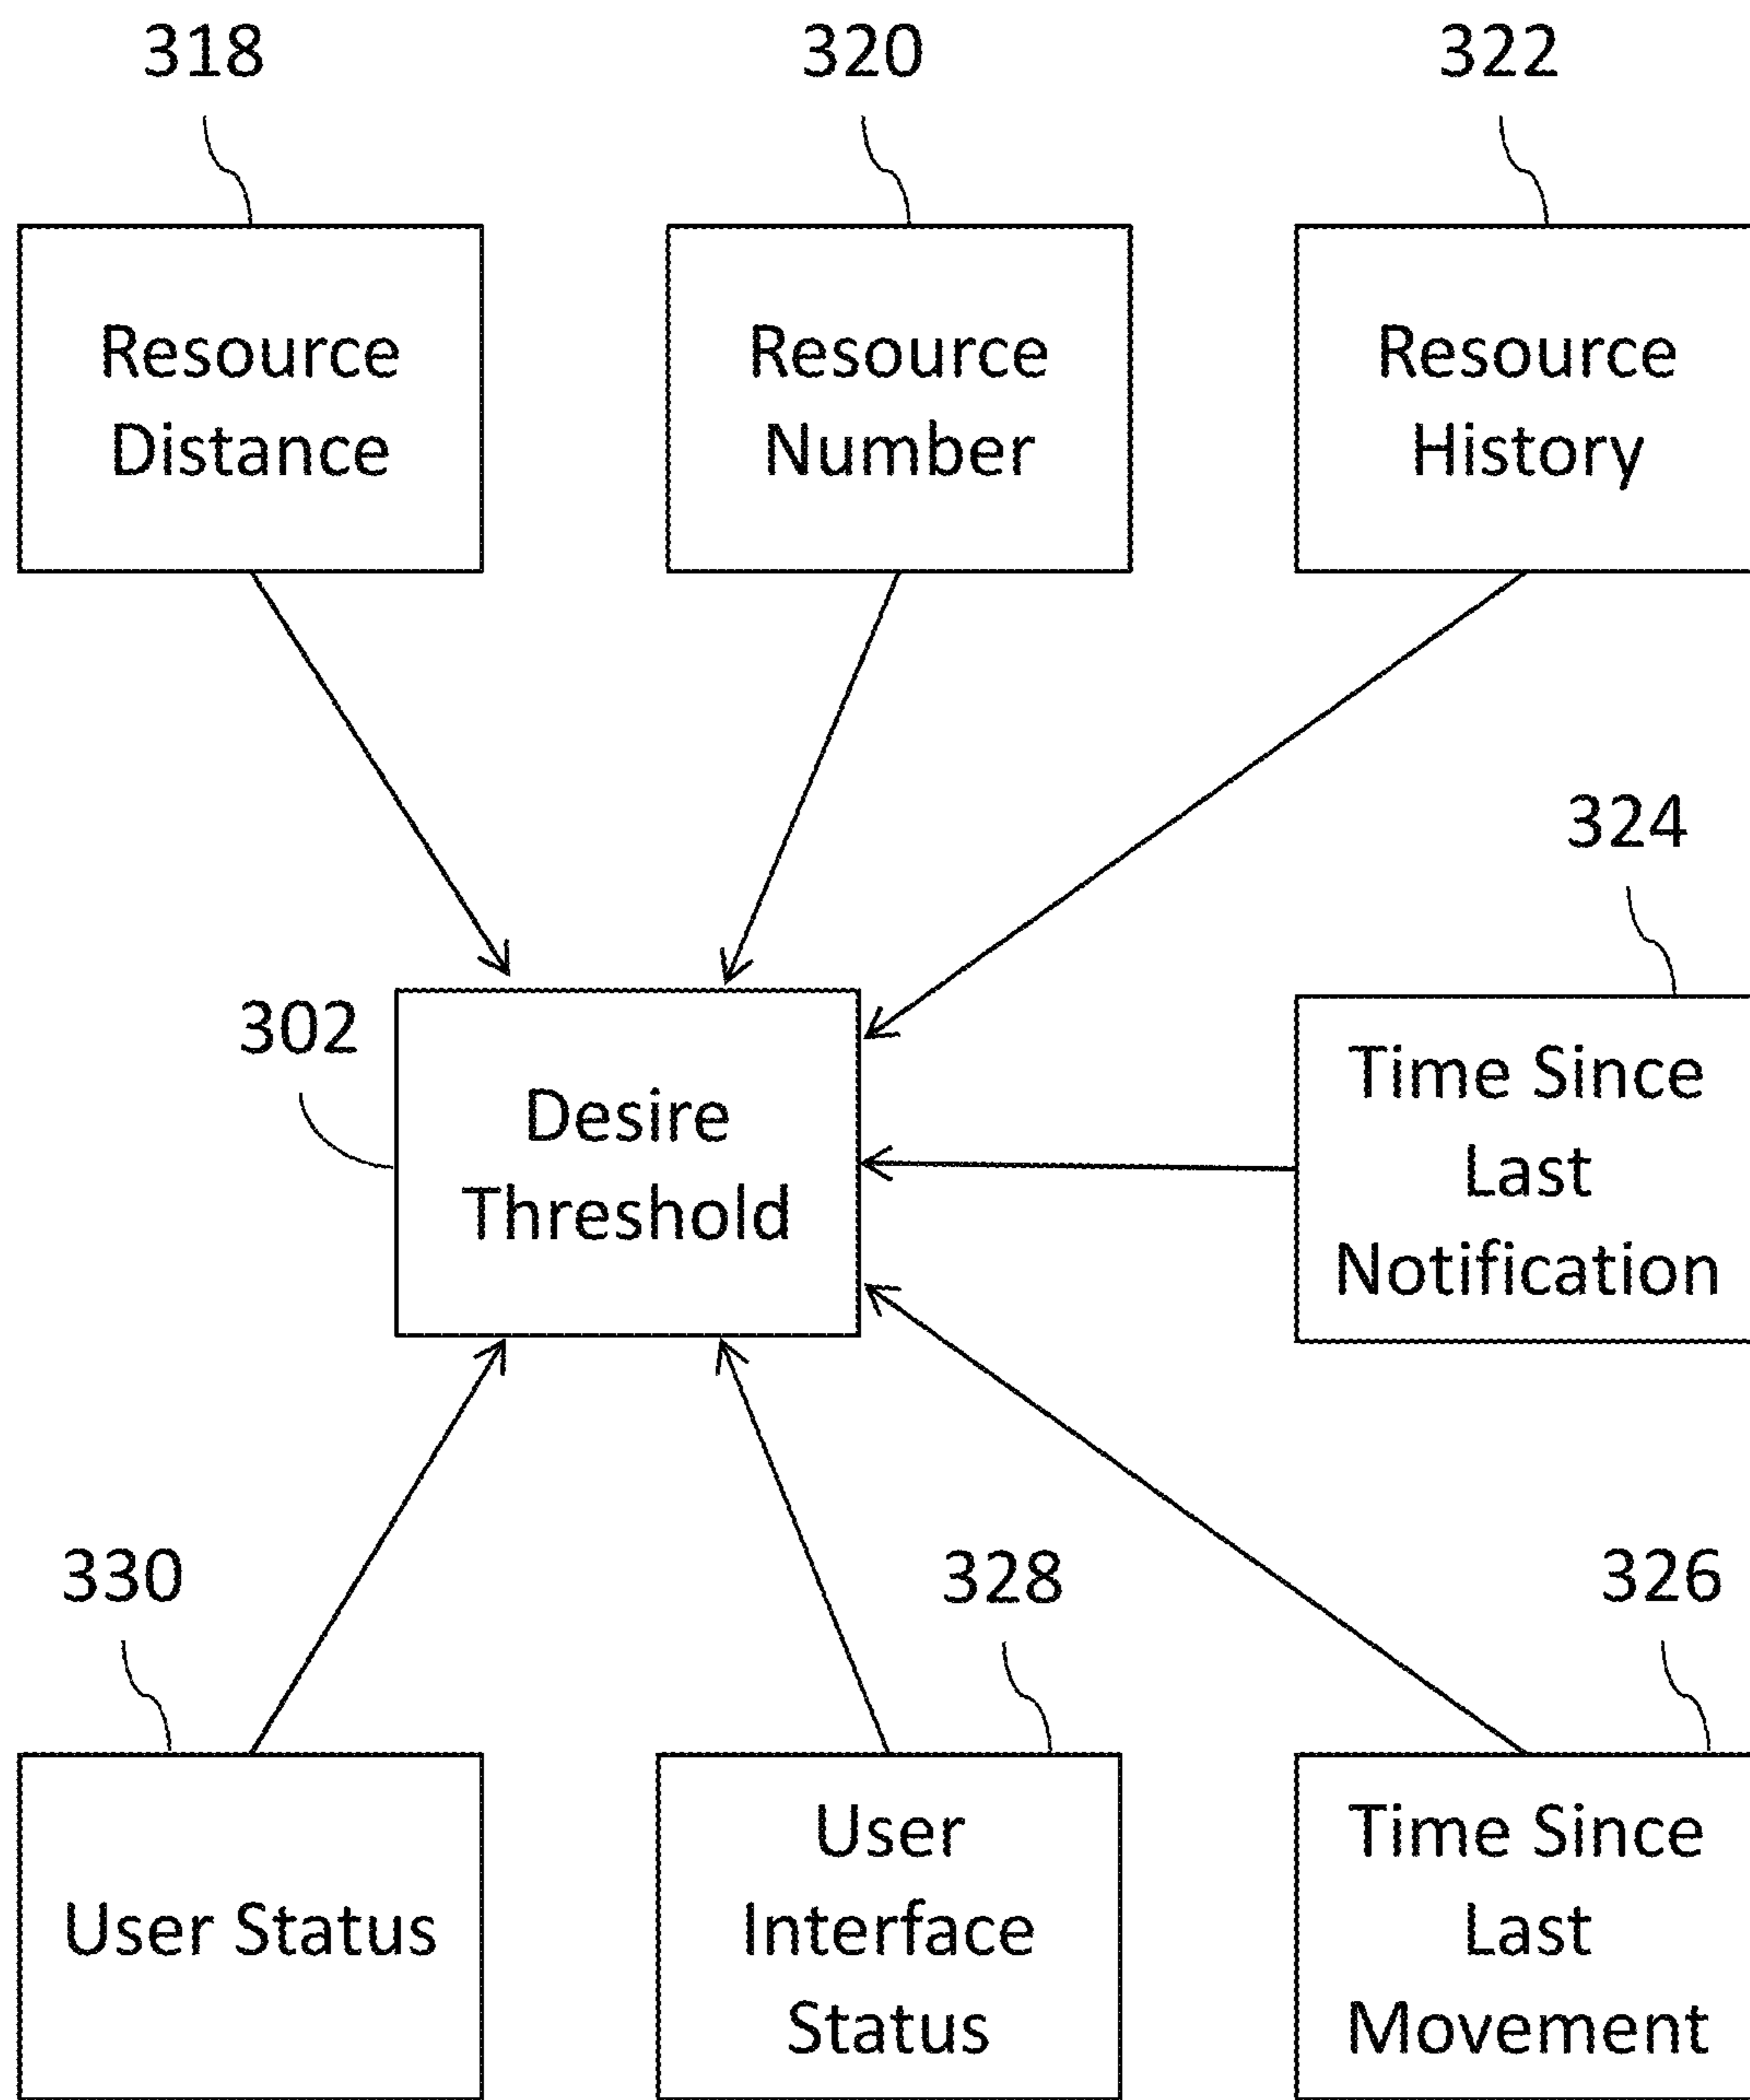 318
320
322
Resource
Distance
Resource
Number
Resource
History
324
302
Desire
Threshold
Time Since
Last
Notification
330
328
326
User Status
User
Interface
Status
Time Since
Last
Movement